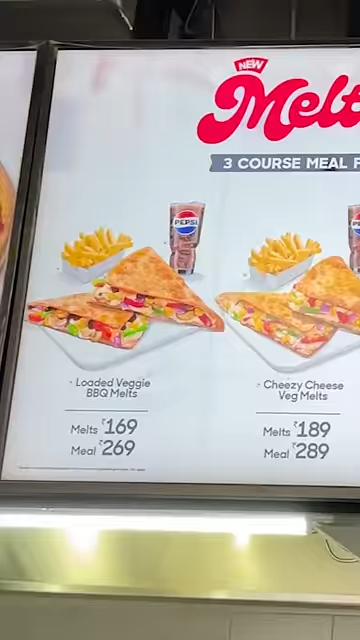 NEW
Melt
3 COURSE MEAL F
PEPSI
Loaded Veggie
BBQ Melts
Melts ₹169
Meal ₹269
Cheezy Cheese
Veg Melts
Melts ₹189
Meal ₹289